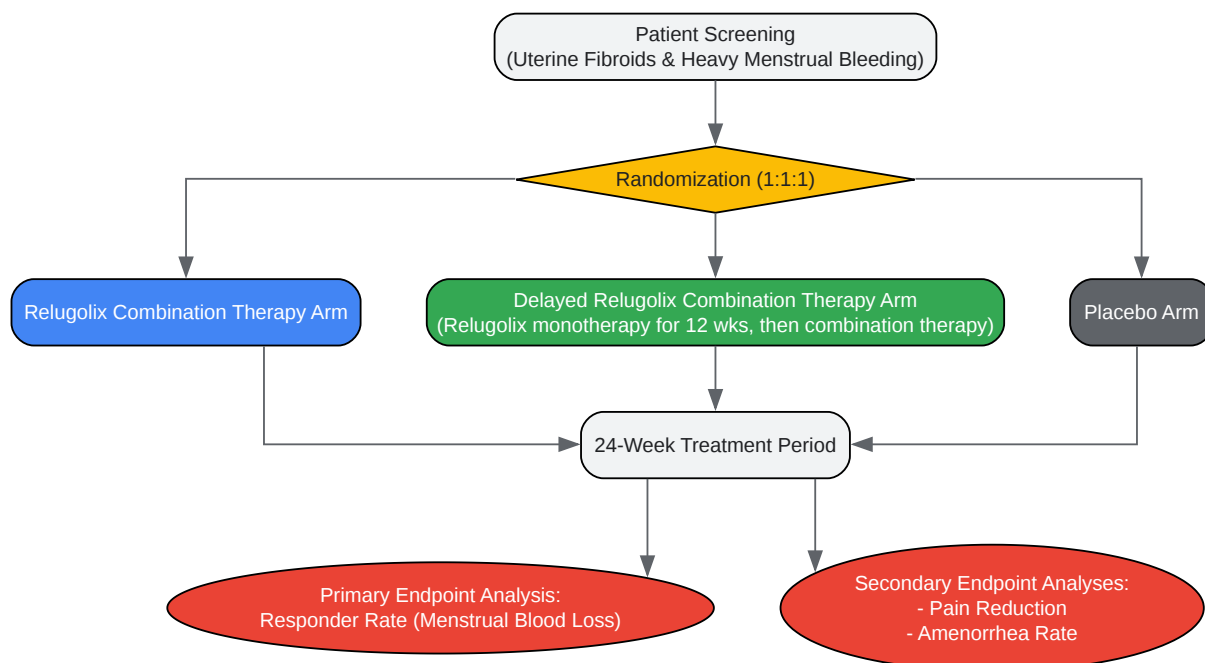 Patient Screening
(Uterine Fibroids & Heavy Menstrual Bleeding)
Randomization (1:1:1)
Relugolix Combination Therapy Arm
Delayed Relugolix Combination Therapy Arm
(Relugolix monotherapy for 12 wks, then combination therapy)
Placebo Arm
24-Week Treatment Period
Primary Endpoint Analysis:
Responder Rate (Menstrual Blood Loss)
Secondary Endpoint Analyses:
- Pain Reduction
- Amenorrhea Rate